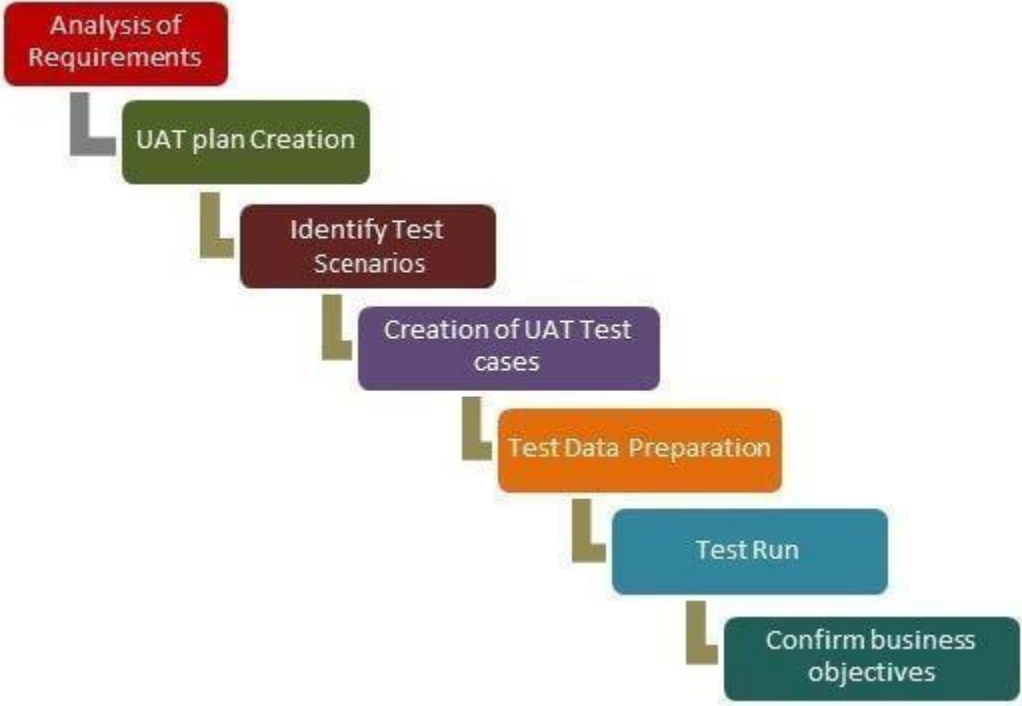 Analysis of
Requirements
UAT plan Creation
Identify Test
Scenarios
Creation of UAT Test
cases
Test Data Preparation
Test Run
Confirm business
objectives